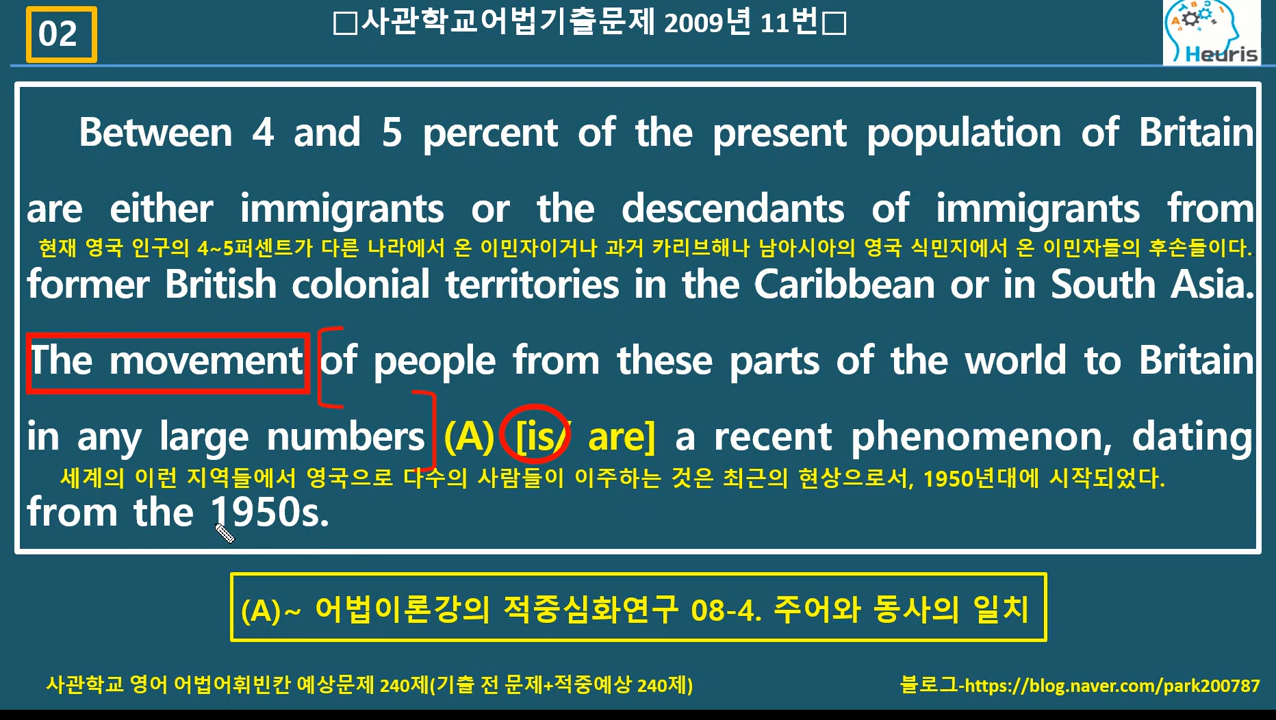 02
□사관학교어법기출문제 2009년 11번□
Heuris
Between 4 and 5 percent of the present population of Britain
are either immigrants or the descendants of immigrants from
현재 영국 인구의 4~5퍼센트가 다른 나라에서 온 이민자이거나 과거 카리브해나 남아시아의 영국 식민지에서 온 이민자들의 후손들이다.
former British colonial territories in the Caribbean or in South Asia.
The movement of people from these parts of the world to Britain
in any large numbers (A) [is/ are] a recent phenomenon, dating
세계의 이런 지역들에서 영국으로 다수의 사람들이 이주하는 것은 최근의 현상으로서, 1950년대에 시작되었다.
from the 1950s.
(A)~ 어법이론강의 적중심화연구 08-4. 주어와 동사의 일치
사관학교 영어 어법어휘빈칸 예상문제 240제(기출 전 문제+적중예상 240제)
블로그-https://blog.naver.com/park200787